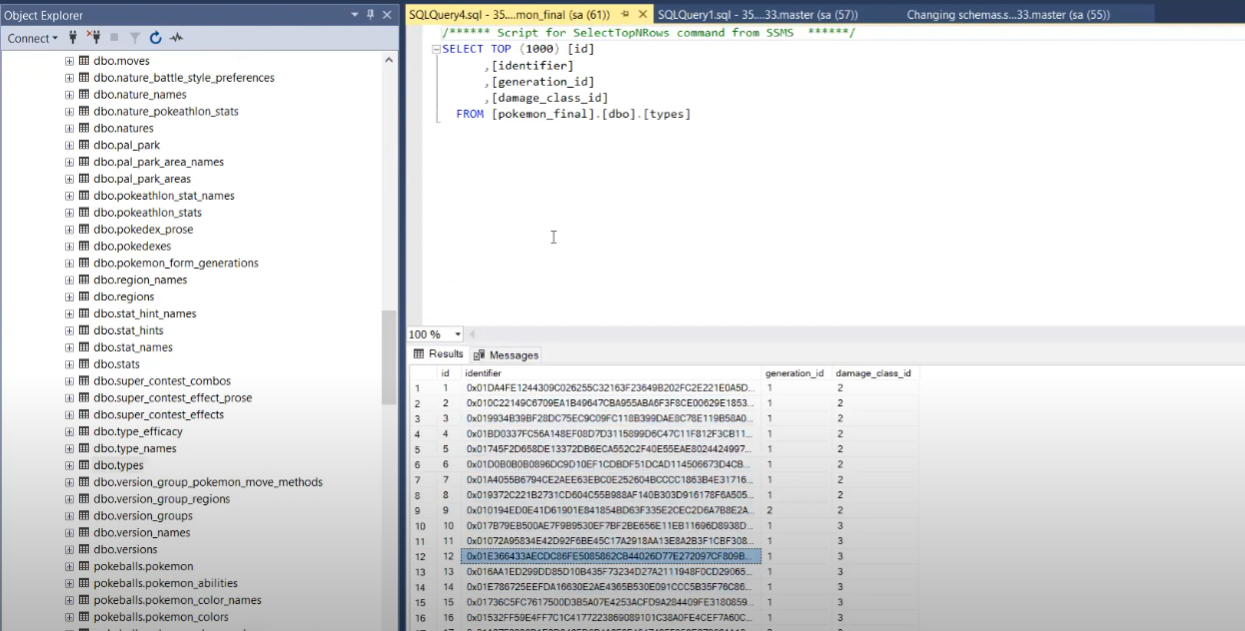 Object Explorer
Connect
dbo.moves
dbo.nature_battle_style_preferences
dbo.nature_names
dbo.nature_pokeathlon_stats
dbo.natures
dbo.pal_park
dbo.pal_park_area_names
dbo.pal_park_areas
dbo.pokeathlon_stat_names
dbo.pokeathlon_stats
dbo.pokedex_prose
dbo.pokedexes
dbo.pokemon_form_generations
dbo.region_names
dbo.regions
dbo.stat_hint_names
dbo.stat_hints
dbo.stat_names
dbo.stats
dbo.super_contest_combos
dbo.super_contest_effect_prose
dbo.super_contest_effects
dbo.type_efficacy
dbo.type_names
dbo.types
dbo.version_group_pokemon_move_methods
dbo.version_group_regions
dbo.version_groups
dbo.version_names
dbo.versions
pokeballs.pokemon
pokeballs.pokemon_abilities
pokeballs.pokemon_color_names
pokeballs.pokemon_colors
SQLQuery4.sql - 35....mon_final (sa (61)) SQLQuery1.sql - 35....33.master (sa (57)) Changing schemas.s...33.master (sa (55))
/****** Script for SelectTopNRows command from SSMS ******/
SELECT TOP (1000) [id]
,[identifier]
,[generation_id]
,[damage_class_id]
FROM [pokemon_final].[dbo].[types]
100 %
Results Messages
id identifier generation_id damage_class_id
1 1 0x01DA4FE1244309C026255C32163F23649B202FC2E221E0A5D... 1 2
2 2 0x010C22149C6709EA1B49647CBA955ABA6F3F8CE00629E1853... 1 2
3 3 0x019934B39BF28DC75EC9C09FC118B399DAE8C78E119B58A0... 1 2
4 4 0x01BD0337FC56A148EF08D7D3115899D6C47C11F812F3CB11... 1 2
5 5 0x01745F2D658DE13372DB6ECA552C2F40E55EAE8024424997... 1 2
6 6 0x01D0B0B0B0896DC9D10EF1CDBDF51DCAD114506673D4CB... 1 2
7 7 0x01A4055B6794CE2AEE63EBC0E252604BCCCC1863B4E31716... 1 2
8 8 0x019372C221B2731CD604C55B988AF140B303D916178F6A505... 1 2
9 9 0x010194ED0E41D61901E841854BD63F335E2CEC2D6A7B8E2A... 2 2
10 10 0x017B79EB500AE7F9B9530EF7BF2BE656E11EB11696D8938D... 1 3
11 11 0x01072A95834E42D92F6BE45C17A2918AA13E8A2B3F1CBF308... 1 3
12 12 0x01E366433AECDC86FE5085862CB44026D77E272097CF809B... 1 3
13 13 0x016AA1ED299DD85D10B435F73234D27A2111948F0CD29065... 1 3
14 14 0x01E786725EEFDA16630E2AE4365B530E091CCC5B35F76C86... 1 3
15 15 0x01736C5FC7617500D3B5A07E4253ACFD9A284409FE3180859... 1 3
16 16 0x01532FF59E4FF7C1C4177223869089101C38A0FE4CEF7A60C... 1 3